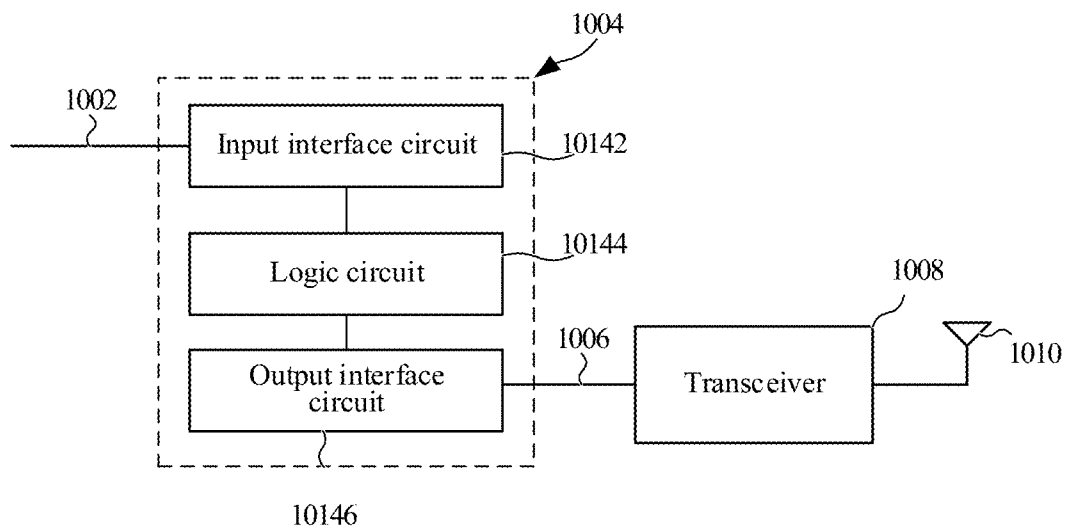 1004
1002
Input interface circuit
10142
10144
Logic circuit
1008
1006
1010
Output interface
circuit
Transceiver
10146